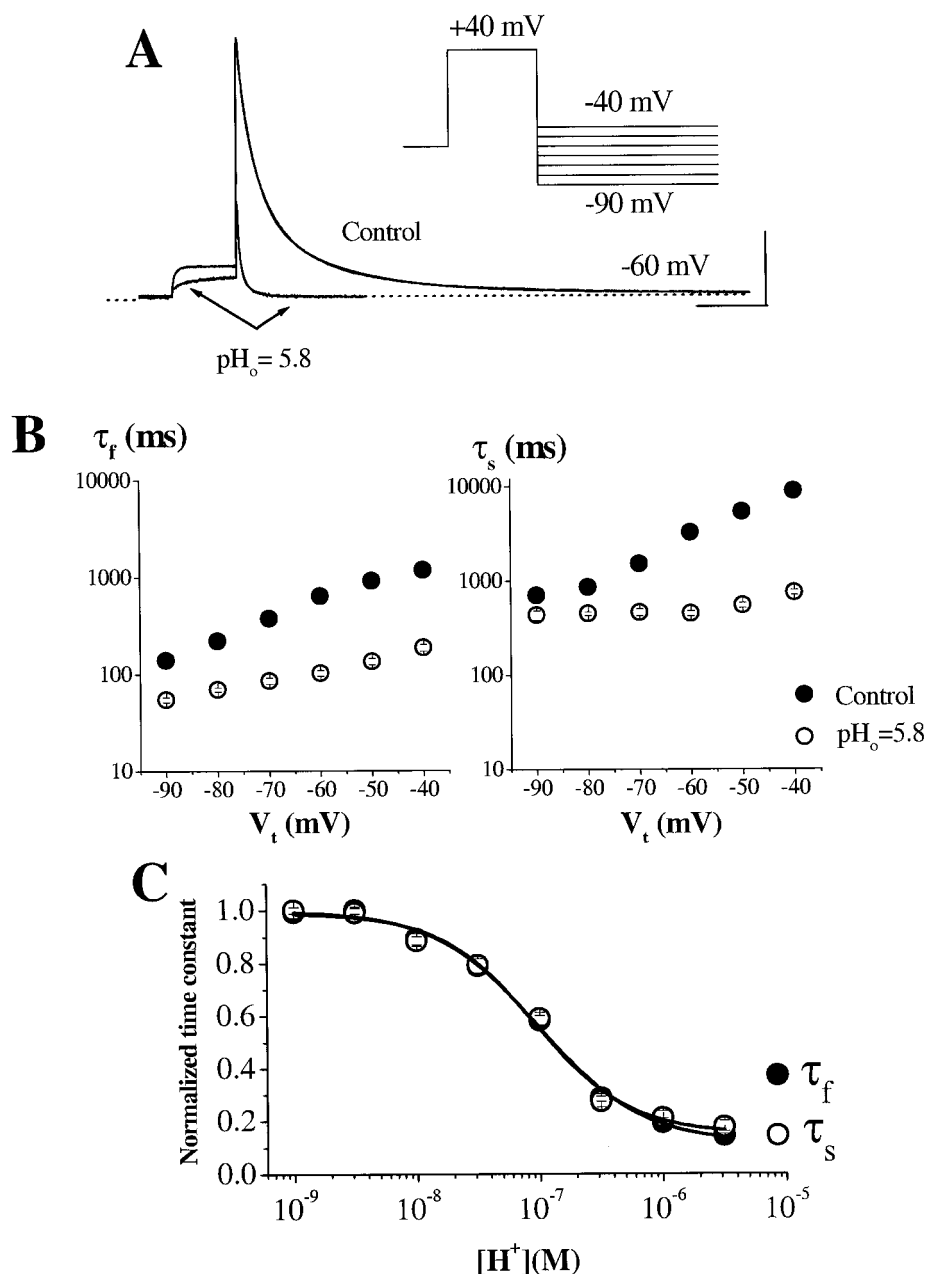 A
+40 mV
-40 mV
-90 mV
Control
-60 mV
pHo= 5.8
B
τf (ms)
10000
1000
100
10
-90 -80 -70 -60 -50 -40
Vt (mV)
τs (ms)
10000
1000
100
10
-90 -80 -70 -60 -50 -40
Vt (mV)
Control
pHo=5.8
C
Normalized time constant
1.0
0.8
0.6
0.4
0.2
0.0
10^-9 10^-8 10^-7 10^-6 10^-5
[H+](M)
τf
τs